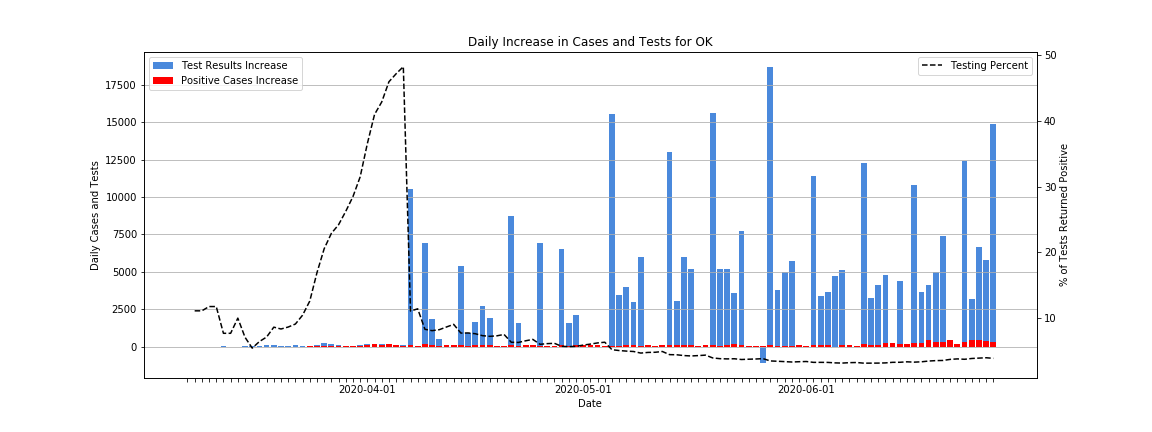 Daily Increase in Cases and Tests for OK
Test Results Increase
Positive Cases Increase
Testing Percent
17500
15000
12500
10000
7500
5000
2500
0
Daily Cases and Tests
50
40
30
20
10
% of Tests Returned Positive
2020-04-01
2020-05-01
2020-06-01
Date